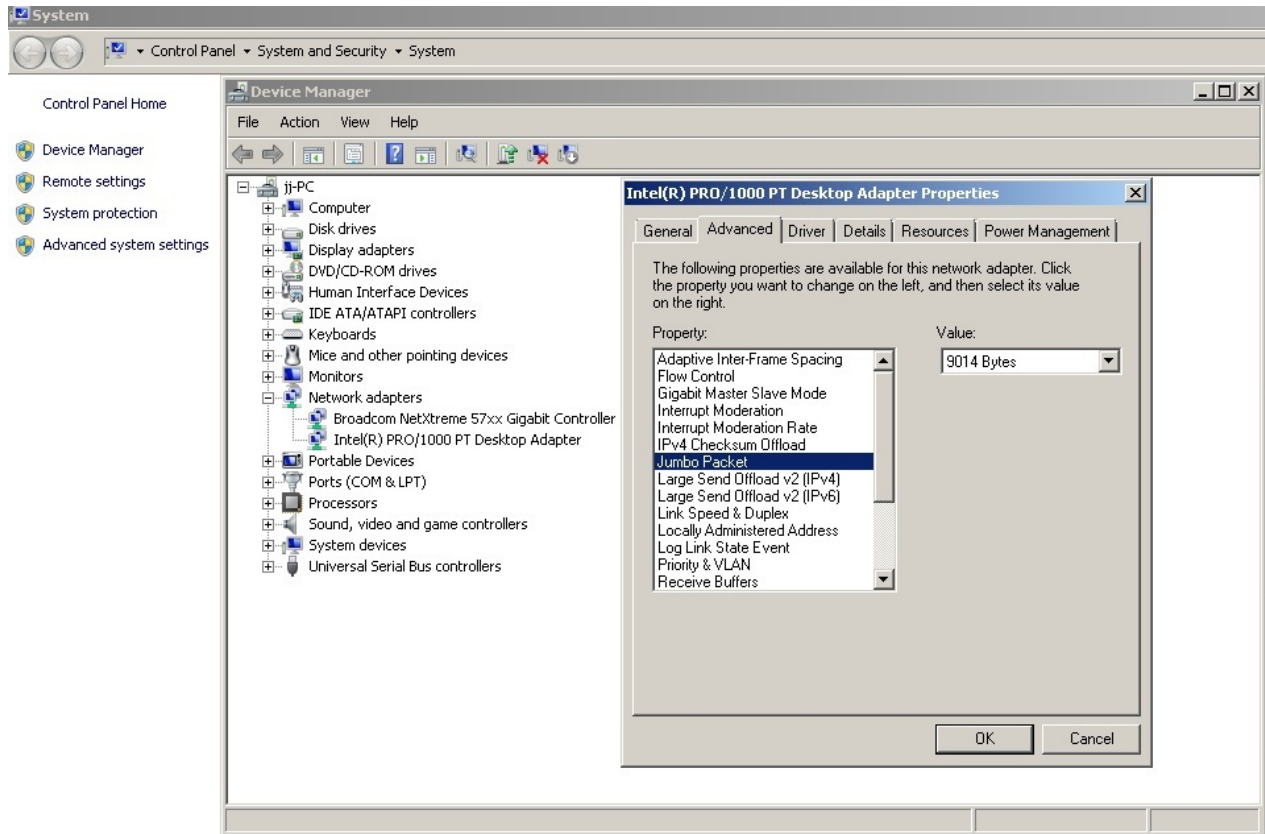 System
Control Panel ▾ System and Security ▾ System
Control Panel Home
Device Manager
Remote settings
System protection
Advanced system settings
Device Manager
File Action View Help
jj-PC
Computer
Disk drives
Display adapters
DVD/CD-ROM drives
Human Interface Devices
IDE ATA/ATAPI controllers
Keyboards
Mice and other pointing devices
Monitors
Network adapters
Broadcom NetXtreme 57xx Gigabit Controller
Intel(R) PRO/1000 PT Desktop Adapter
Portable Devices
Ports (COM & LPT)
Processors
Sound, video and game controllers
System devices
Universal Serial Bus controllers
Intel(R) PRO/1000 PT Desktop Adapter Properties
General Advanced Driver Details Resources Power Management
The following properties are available for this network adapter. Click
the property you want to change on the left, and then select its value
on the right.
Property:
Value:
Adaptive Inter-Frame Spacing
Flow Control
Gigabit Master Slave Mode
Interrupt Moderation
Interrupt Moderation Rate
IPv4 Checksum Offload
Jumbo Packet
Large Send Offload v2 (IPv4)
Large Send Offload v2 (IPv6)
Link Speed & Duplex
Locally Administered Address
Log Link State Event
Priority & VLAN
Receive Buffers
9014 Bytes
OK Cancel